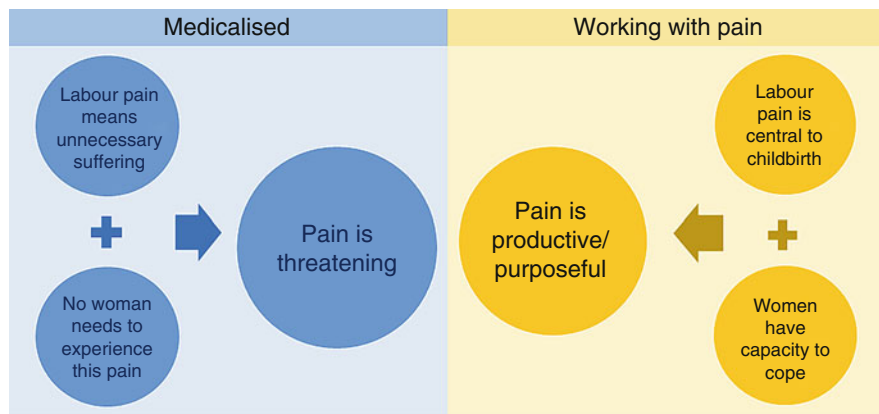 Medicalised
Labour pain
means
unnecessary
suffering
No woman
needs to
experience
this pain
Pain is
threatening
Working with pain
Pain is
productive/
purposeful
Labour
pain is
central to
childbirth
Women
have
capacity to
cope